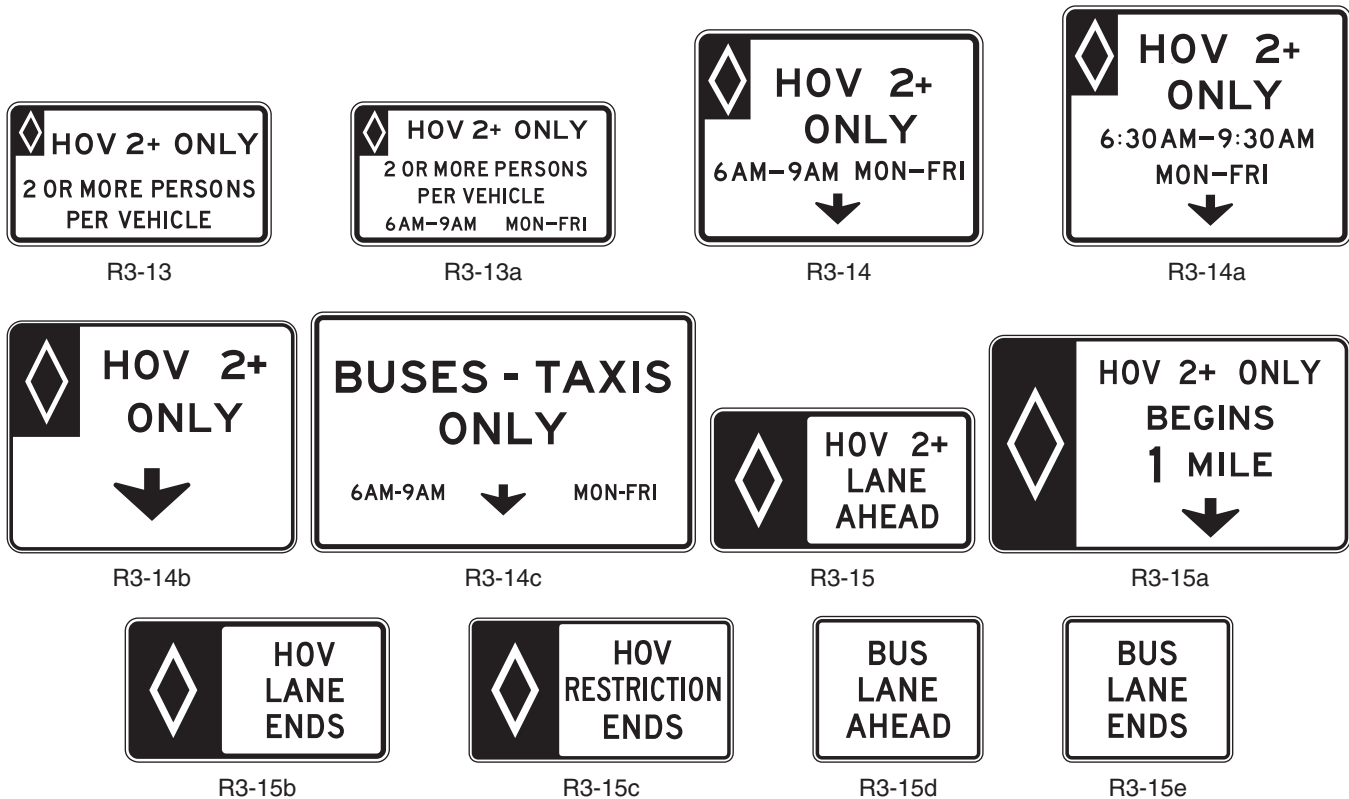 HOV 2+ ONLY
2 OR MORE PERSONS
PER VEHICLE
R3-13
HOV 2+ ONLY
2 OR MORE PERSONS
PER VEHICLE
6AM–9AM MON–FRI
R3-13a
HOV 2+
ONLY
6AM–9AM MON–FRI
R3-14
HOV 2+
ONLY
6:30AM–9:30AM
MON–FRI
R3-14a
HOV 2+
ONLY
R3-14b
BUSES - TAXIS
ONLY
6AM-9AM MON-FRI
R3-14c
HOV 2+
LANE
AHEAD
R3-15
HOV 2+ ONLY
BEGINS
1 MILE
R3-15a
HOV
LANE
ENDS
R3-15b
HOV
RESTRICTION
ENDS
R3-15c
BUS
LANE
AHEAD
R3-15d
BUS
LANE
ENDS
R3-15e